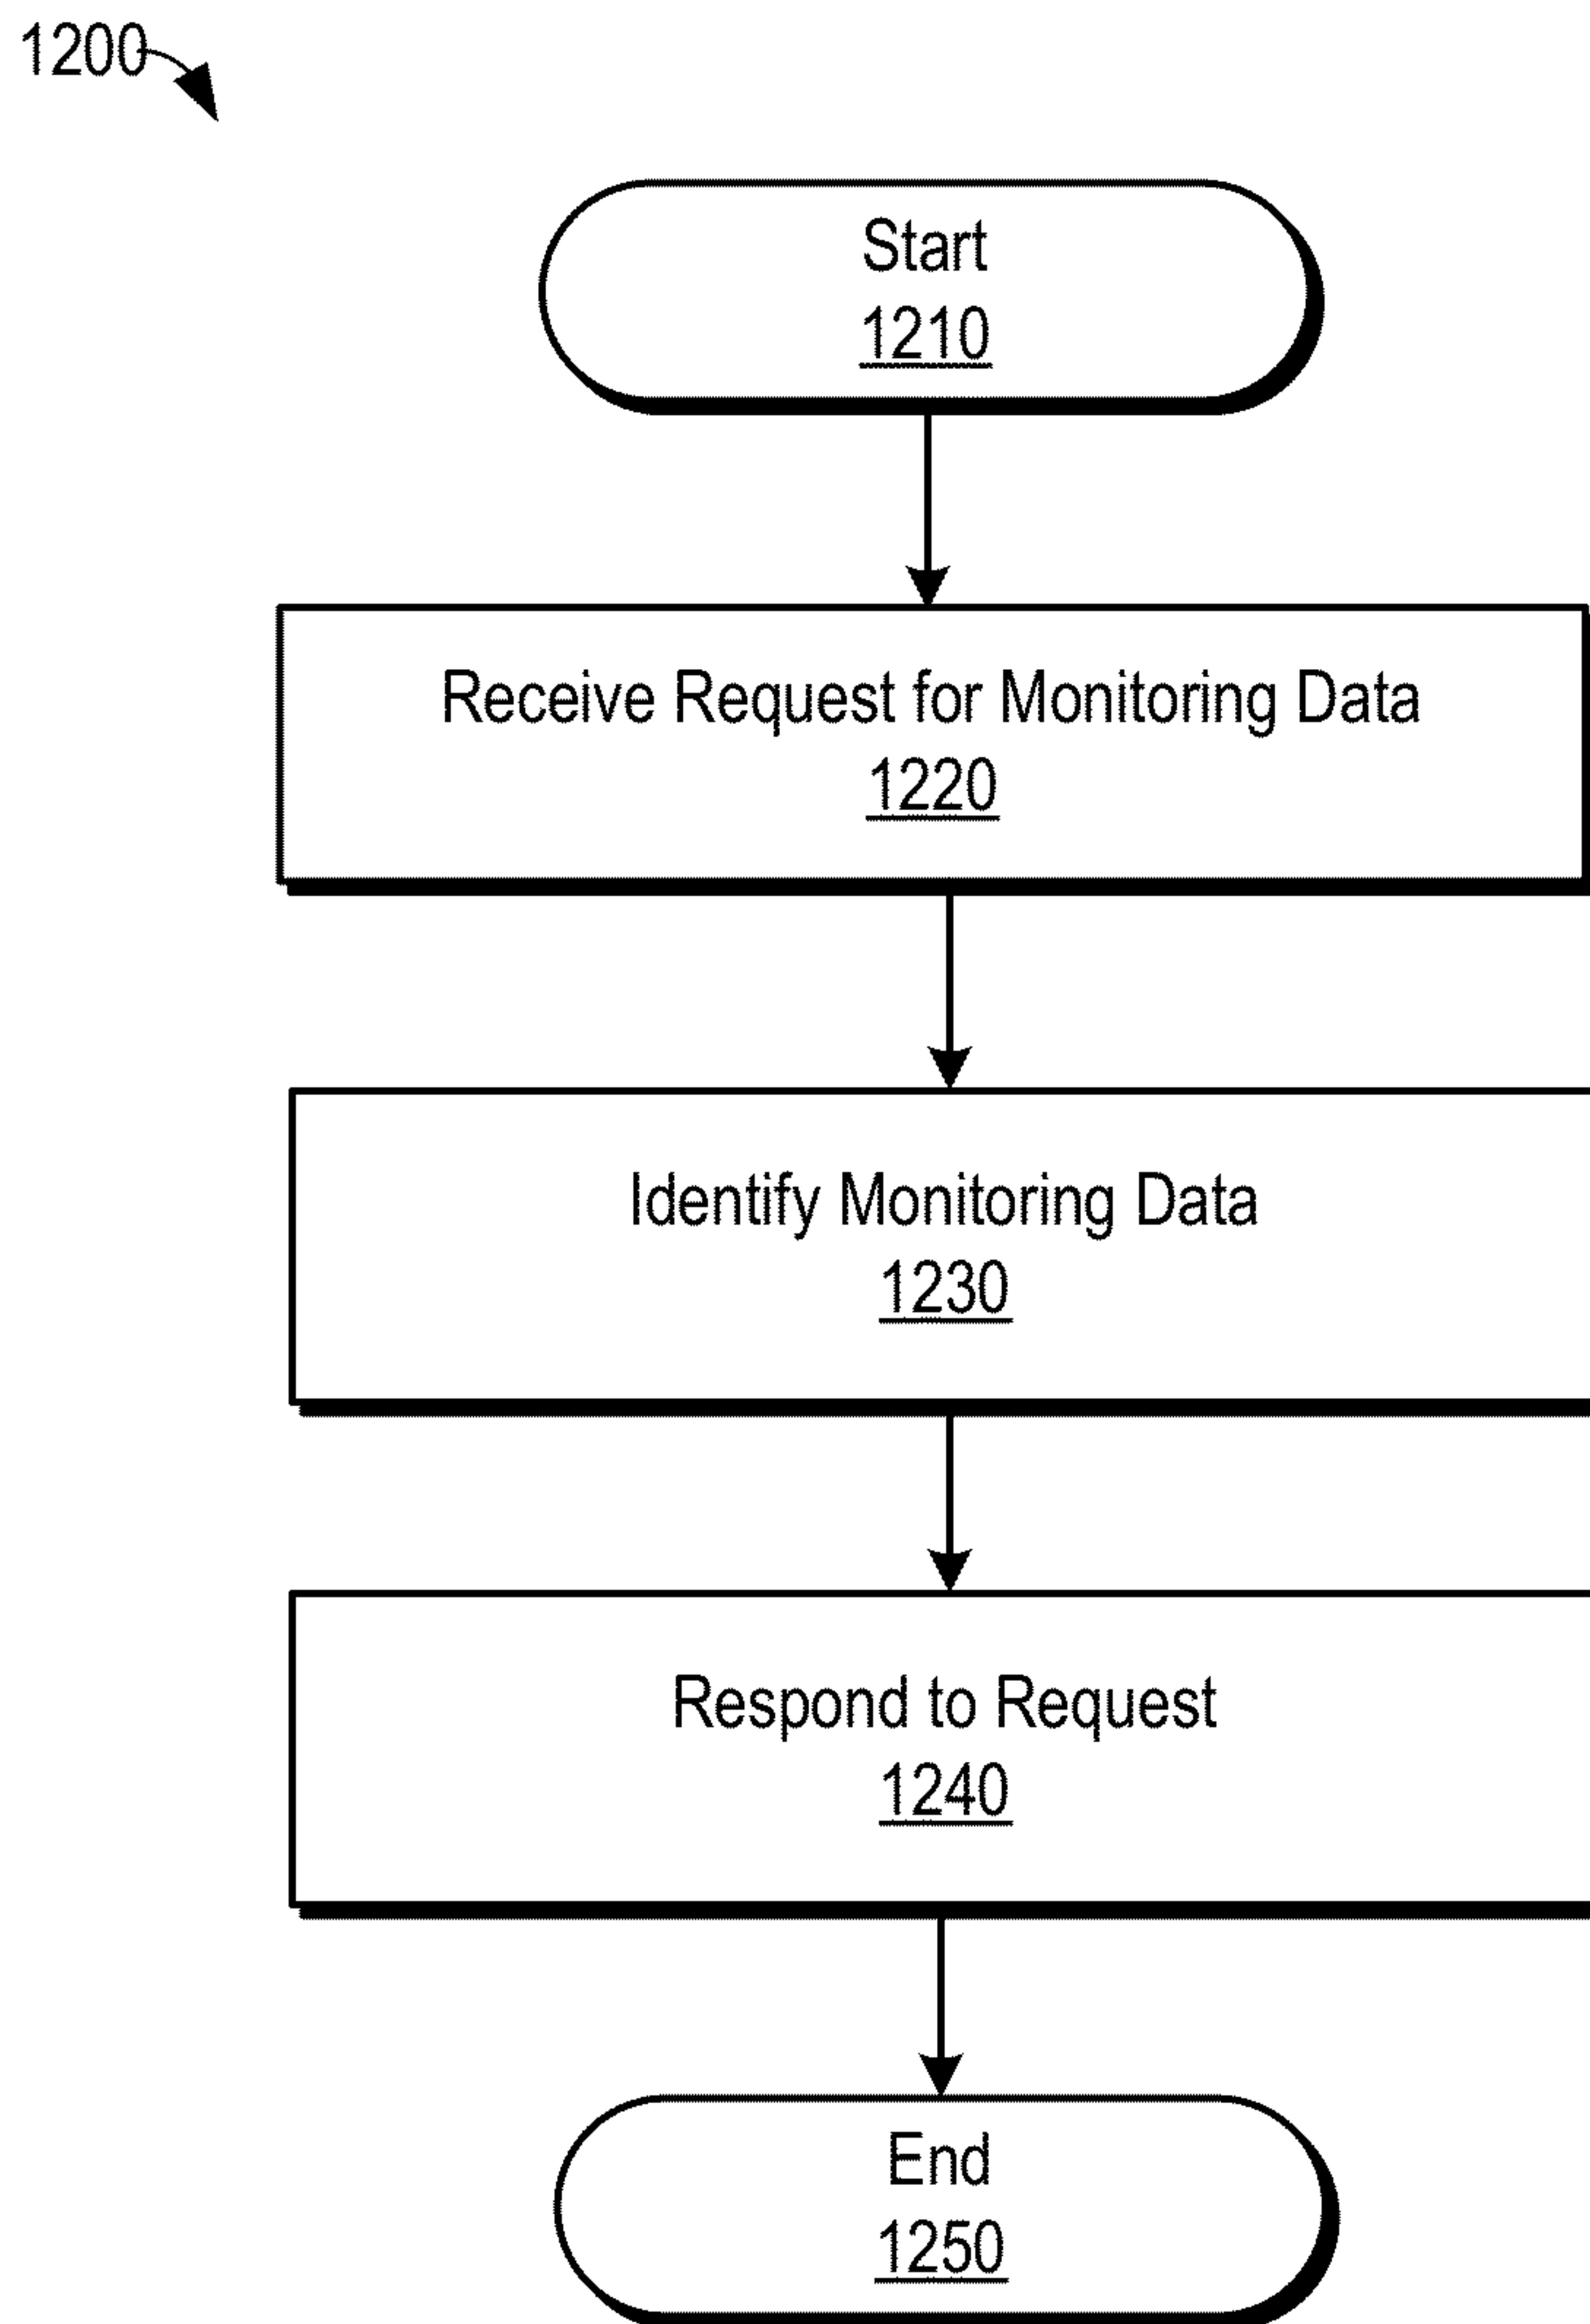 1200
Start
1210
Receive Request for Monitoring Data
1220
Identify Monitoring Data
1230
Respond to Request
1240
End
1250